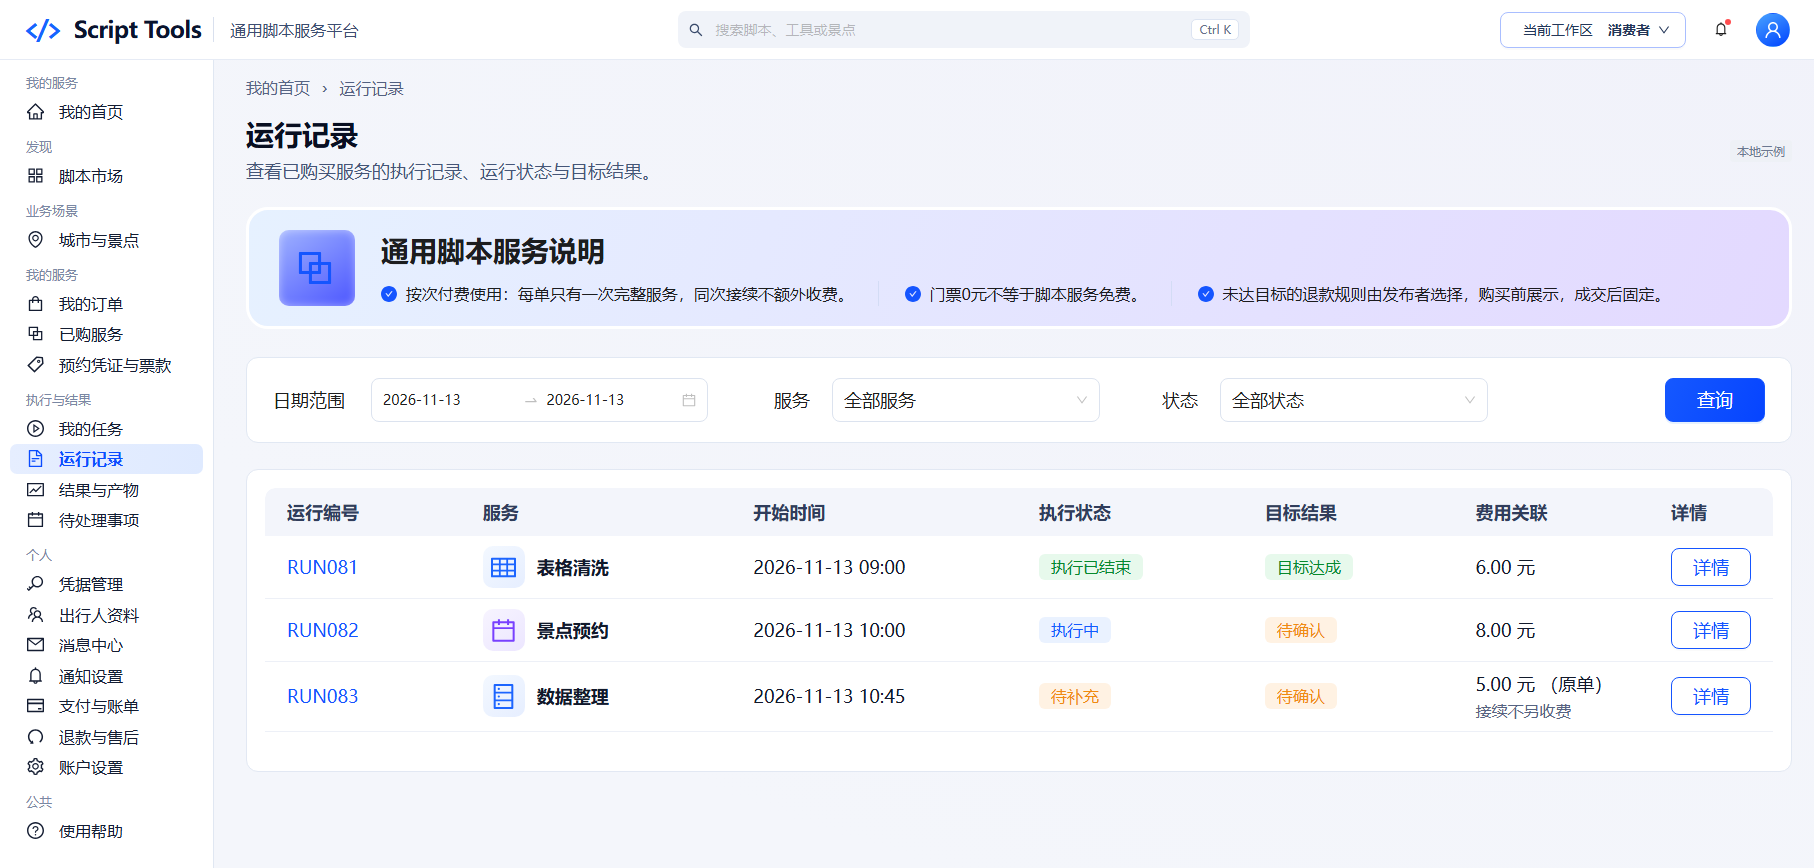 Script Tools
通用脚本服务平台
搜索脚本、工具或景点
Ctrl K
当前工作区 消费者
我的服务
我的首页
发现
脚本市场
业务场景
城市与景点
我的服务
我的订单
已购服务
预约凭证与票款
执行与结果
我的任务
运行记录
结果与产物
待处理事项
个人
凭据管理
出行人资料
消息中心
通知设置
支付与账单
退款与售后
账户设置
公共
使用帮助
我的首页 › 运行记录
运行记录
查看已购买服务的执行记录、运行状态与目标结果。
本地示例
通用脚本服务说明
按次付费使用：每单只有一次完整服务，同次接续不额外收费。
门票0元不等于脚本服务免费。
未达目标的退款规则由发布者选择，购买前展示，成交后固定。
日期范围 2026-11-13 → 2026-11-13
服务 全部服务
状态 全部状态
查询
运行编号 服务 开始时间 执行状态 目标结果 费用关联 详情
RUN081 表格清洗 2026-11-13 09:00 执行已结束 目标达成 6.00 元 详情
RUN082 景点预约 2026-11-13 10:00 执行中 待确认 8.00 元 详情
RUN083 数据整理 2026-11-13 10:45 待补充 待确认 5.00 元 （原单） 详情
接续不另收费